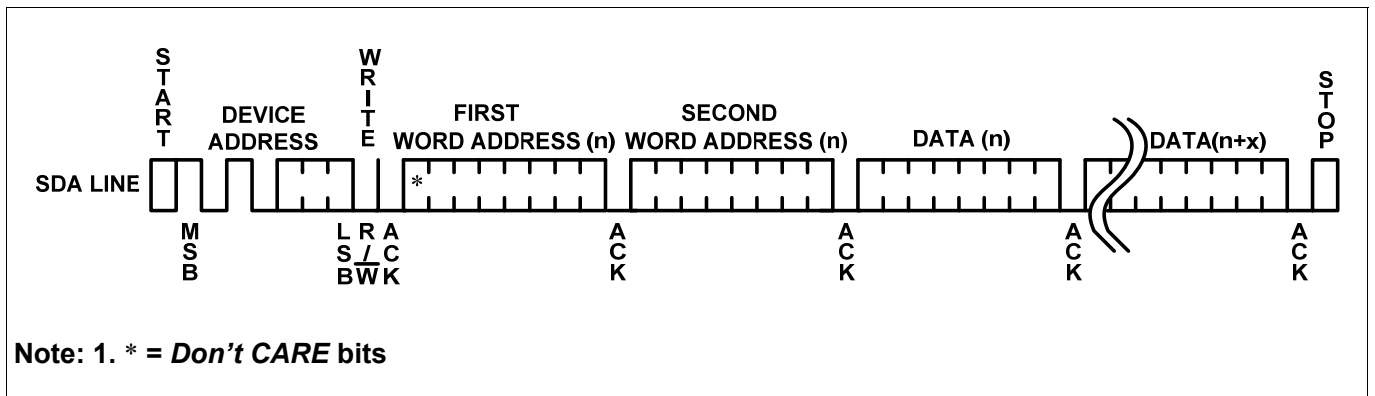 START
WRITE
STOP
DEVICE
ADDRESS
FIRST
WORD ADDRESS (n)
SECOND
WORD ADDRESS (n)
DATA (n)
DATA(n+x)
SDA LINE
*
MSB
LSB
R/W
ACK
ACK
ACK
ACK
ACK
Note: 1. * = Don't CARE bits